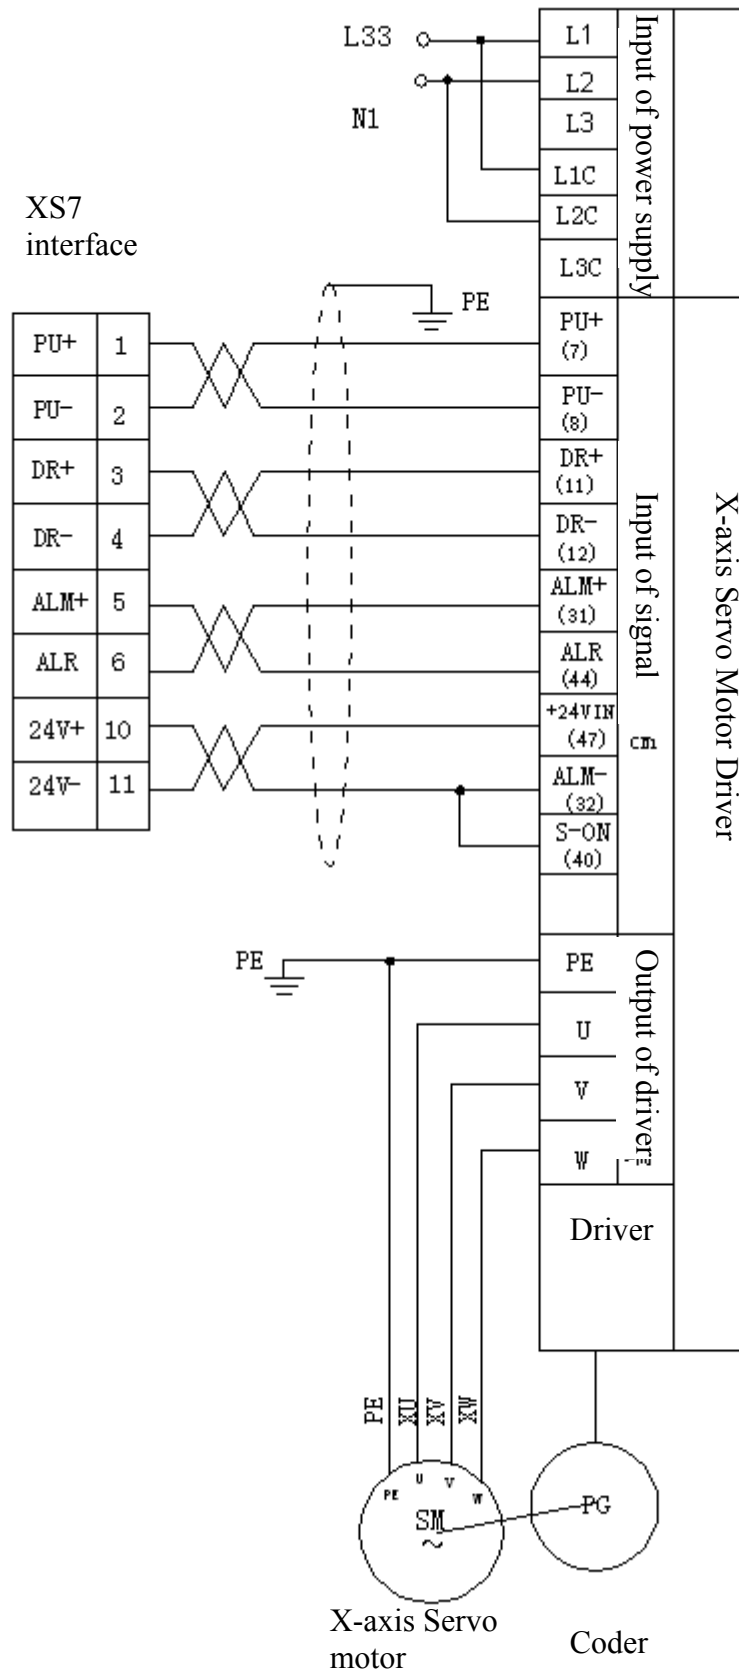 L33
N1
L1
L2
L3
L1C
L2C
L3C
Input of power supply
X-axis Servo Motor Driver
XS7
interface
PE
PU+ 1
PU- 2
DR+ 3
DR- 4
ALM+ 5
ALR 6
24V+ 10
24V- 11
PU+
(7)
PU-
(8)
DR+
(11)
DR-
(12)
ALM+
(31)
ALR
(44)
+24VIN
(47)
ALM-
(32)
S-ON
(40)
Input of signal
PE
PE
U
V
W
Output of driver
Driver
PE
XU
XV
XW
PE
U
V
W
SM
~
PG
X-axis Servo
motor
Coder